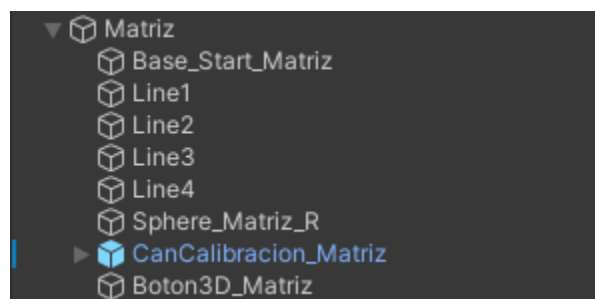 Matriz
Base_Start_Matriz
Line1
Line2
Line3
Line4
Sphere_Matriz_R
CanCalibracion_Matriz
Boton3D_Matriz